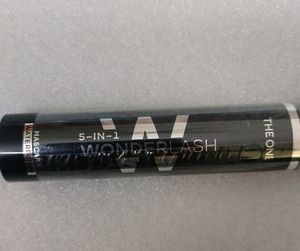 5-IN-1
W
WONDERLASH
THE ONE